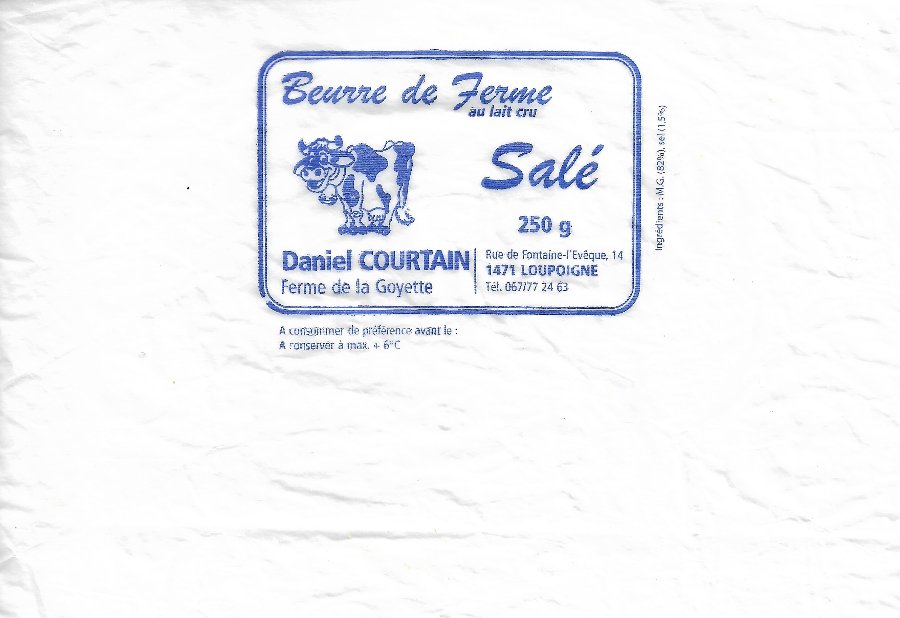 Beurre de Ferme
au lait cru
Salé
250 g
Daniel COURTAIN
Ferme de la Goyette
Rue de Fontaine-l'Evêque, 14
1471 LOUPOIGNE
Tél. 067/77 24 63
A consommer de préférence avant le :
A conserver à max. + 6°C
Ingrédients : M.G. (82%), sel (1,5%)